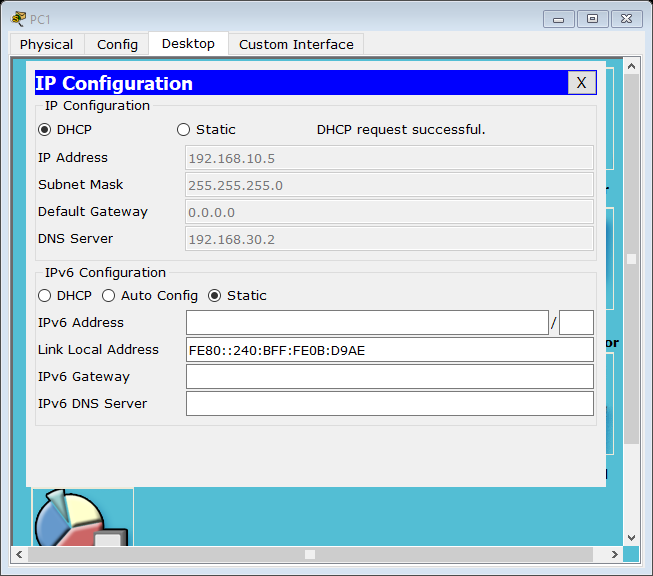 PC1
Physical Config Desktop Custom Interface
IP Configuration X
IP Configuration
DHCP Static DHCP request successful.
IP Address 192.168.10.5
Subnet Mask 255.255.255.0
Default Gateway 0.0.0.0
DNS Server 192.168.30.2
IPv6 Configuration
DHCP Auto Config Static
IPv6 Address /
Link Local Address FE80::240:BFF:FE0B:D9AE
IPv6 Gateway
IPv6 DNS Server
or